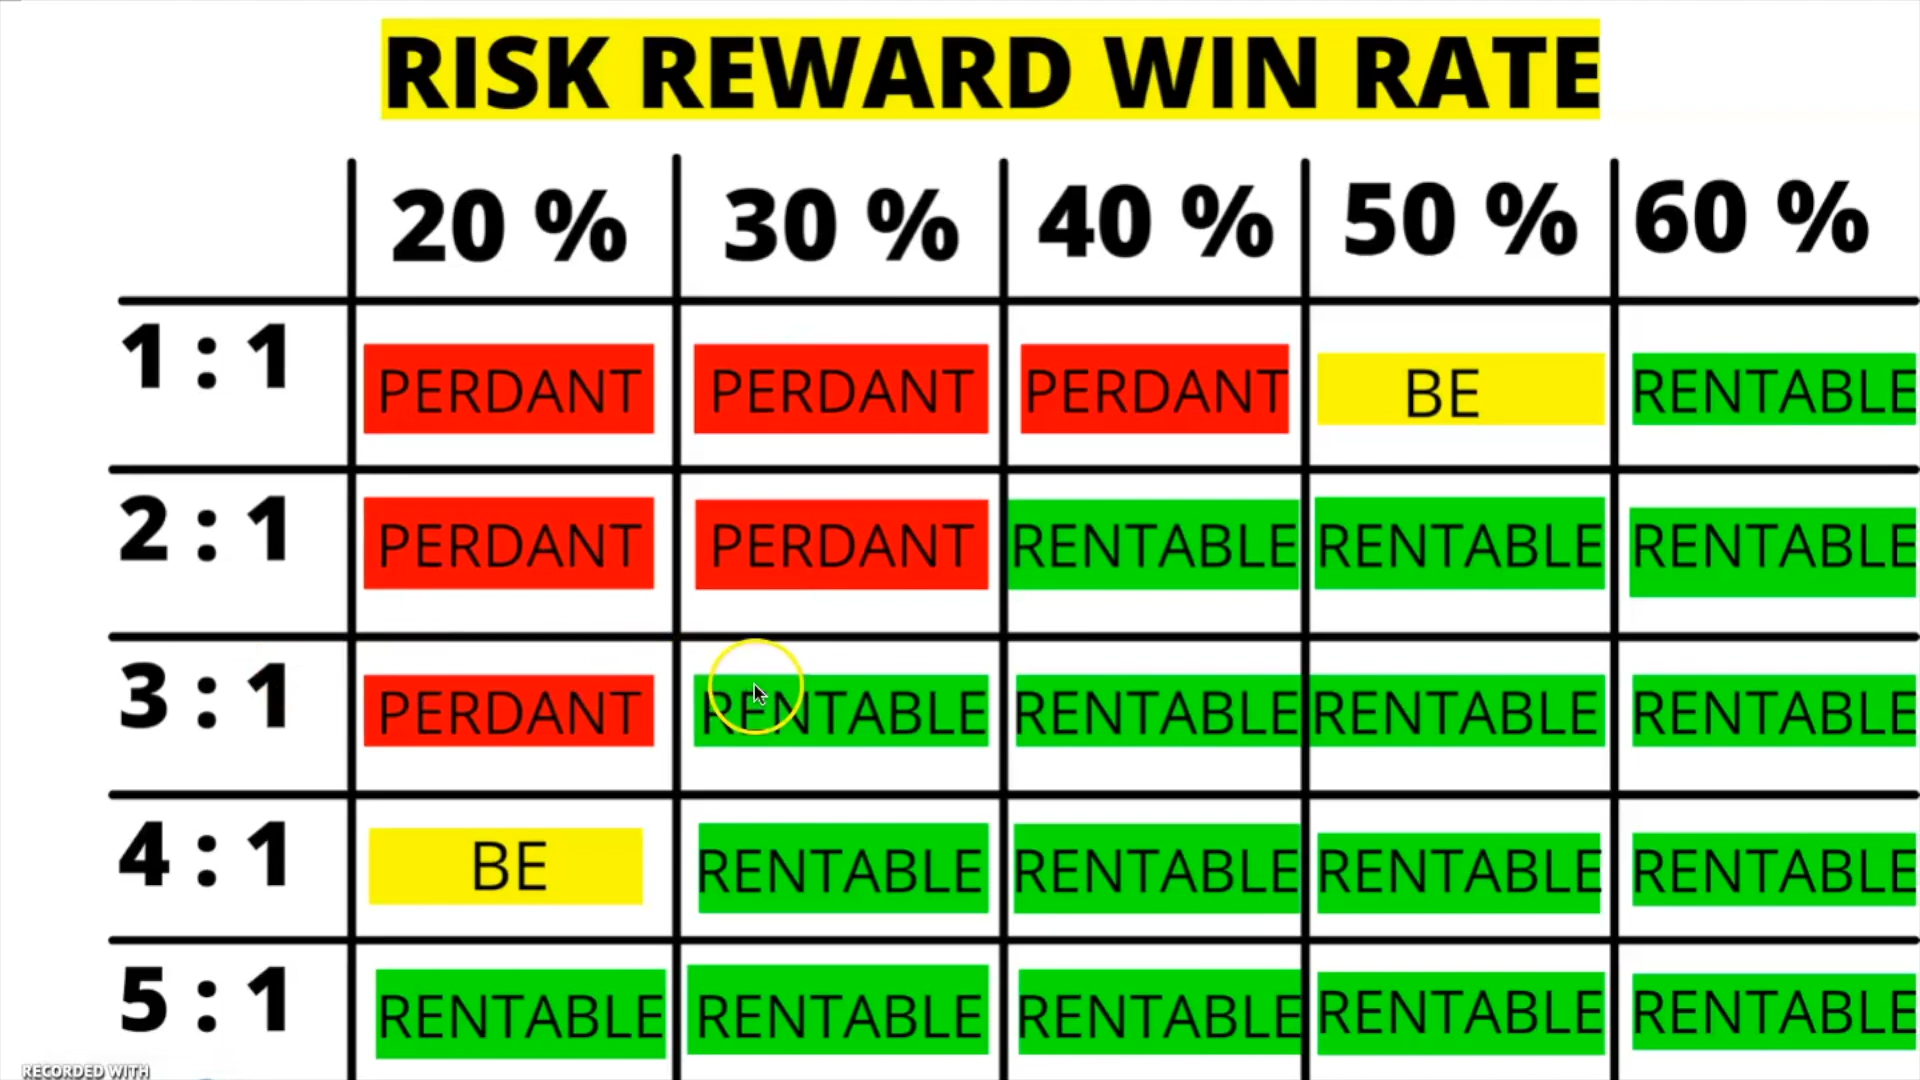 RISK REWARD WIN RATE
20 % 30 % 40 % 50 % 60 %
1 : 1 PERDANT PERDANT PERDANT BE RENTABLE
2 : 1 PERDANT PERDANT RENTABLE RENTABLE RENTABLE
3 : 1 PERDANT RENTABLE RENTABLE RENTABLE RENTABLE
4 : 1 BE RENTABLE RENTABLE RENTABLE RENTABLE
5 : 1 RENTABLE RENTABLE RENTABLE RENTABLE RENTABLE
RECORDED WITH